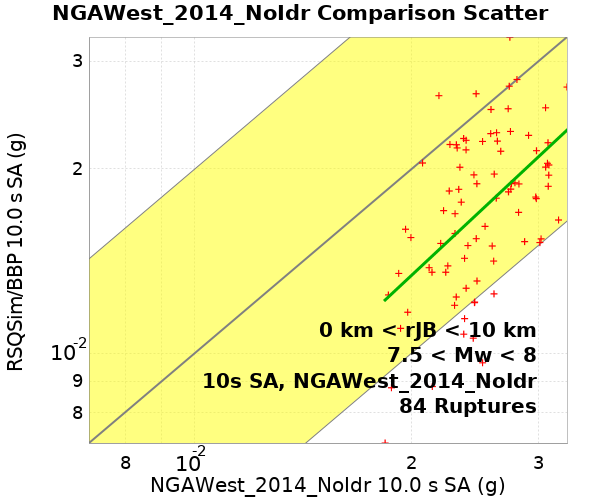 NGAWest_2014_NoIdr Comparison Scatter
RSQSim/BBP 10.0 s SA (g)
3
2
10⁻²
9
8
0 km < rJB < 10 km
7.5 < Mw < 8
10s SA, NGAWest_2014_NoIdr
84 Ruptures
8 10⁻² 2 3
NGAWest_2014_NoIdr 10.0 s SA (g)